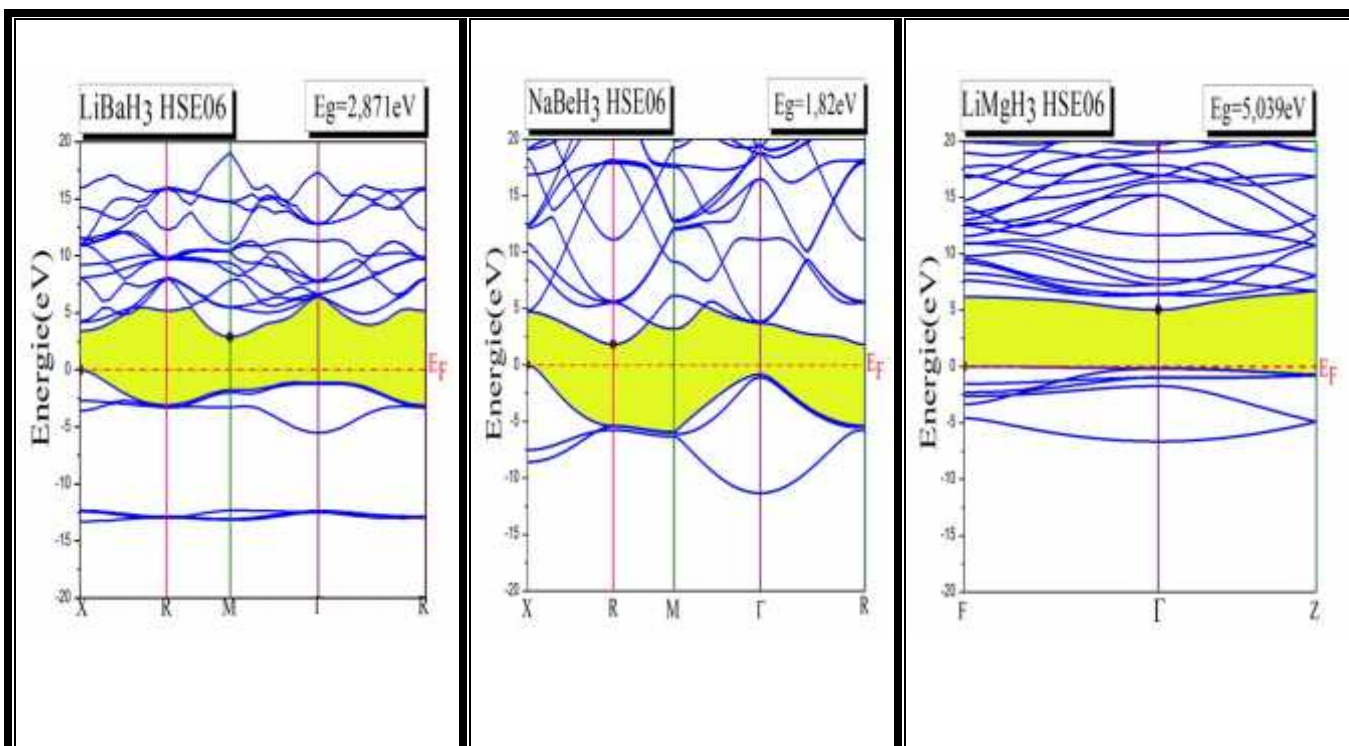 LiBaH3 HSE06
Eg=2,871eV
20
15
10
5
0
-5
-10
-15
-20
Energie(eV)
EF
X R M Γ R
NaBeH3 HSE06
Eg=1,82eV
20
15
10
5
0
-5
-10
-15
-20
Energie(eV)
EF
X R M Γ R
LiMgH3 HSE06
Eg=5,039eV
20
15
10
5
0
-5
-10
-15
-20
Energie(eV)
EF
F Γ Z